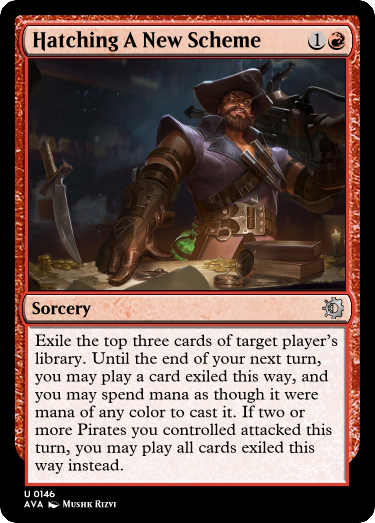 Hatching A New Scheme 1
Sorcery
Exile the top three cards of target player's
library. Until the end of your next turn,
you may play a card exiled this way, and
you may spend mana as though it were
mana of any color to cast it. If two or
more Pirates you controlled attacked this
turn, you may play all cards exiled this
way instead.
U 0146
AVA Mushk Rizvi